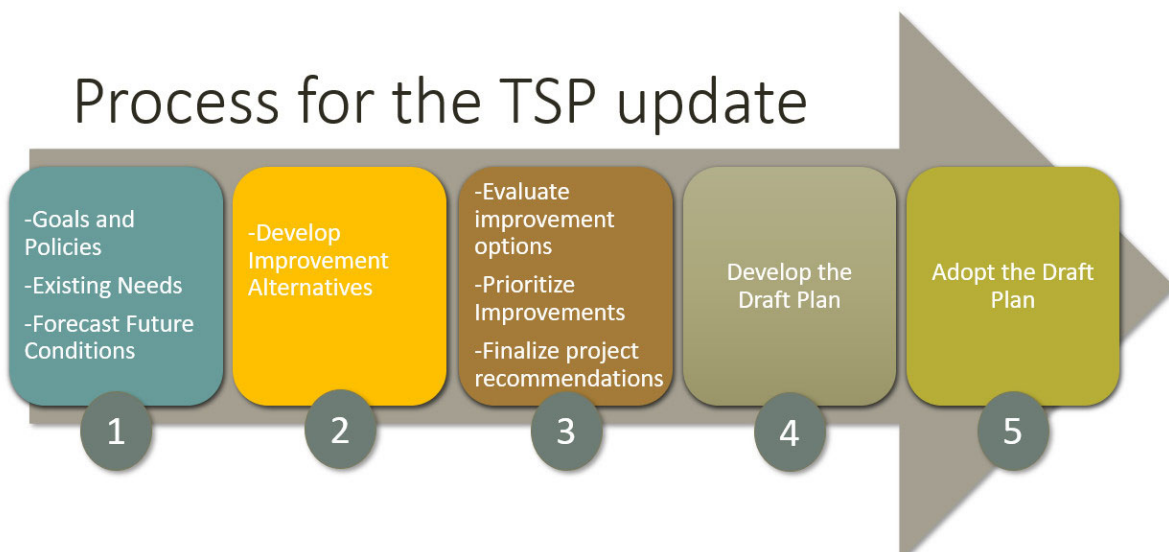 Process for the TSP update
-Goals and
Policies
-Existing Needs
-Forecast Future
Conditions
1
-Develop
Improvement
Alternatives
2
-Evaluate
improvement
options
-Prioritize
Improvements
-Finalize project
recommendations
3
Develop the
Draft Plan
4
Adopt the Draft
Plan
5